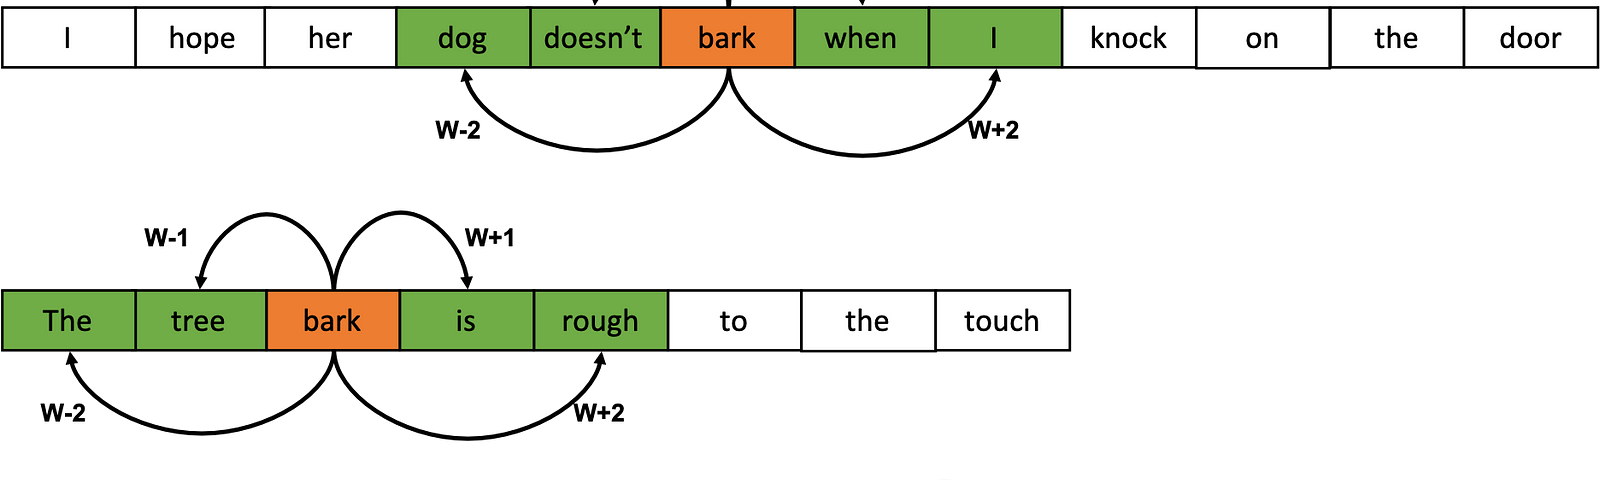 I hope her dog doesn’t bark when I knock on the door
W-2 W+2
W-1 W+1
The tree bark is rough to the touch
W-2 W+2